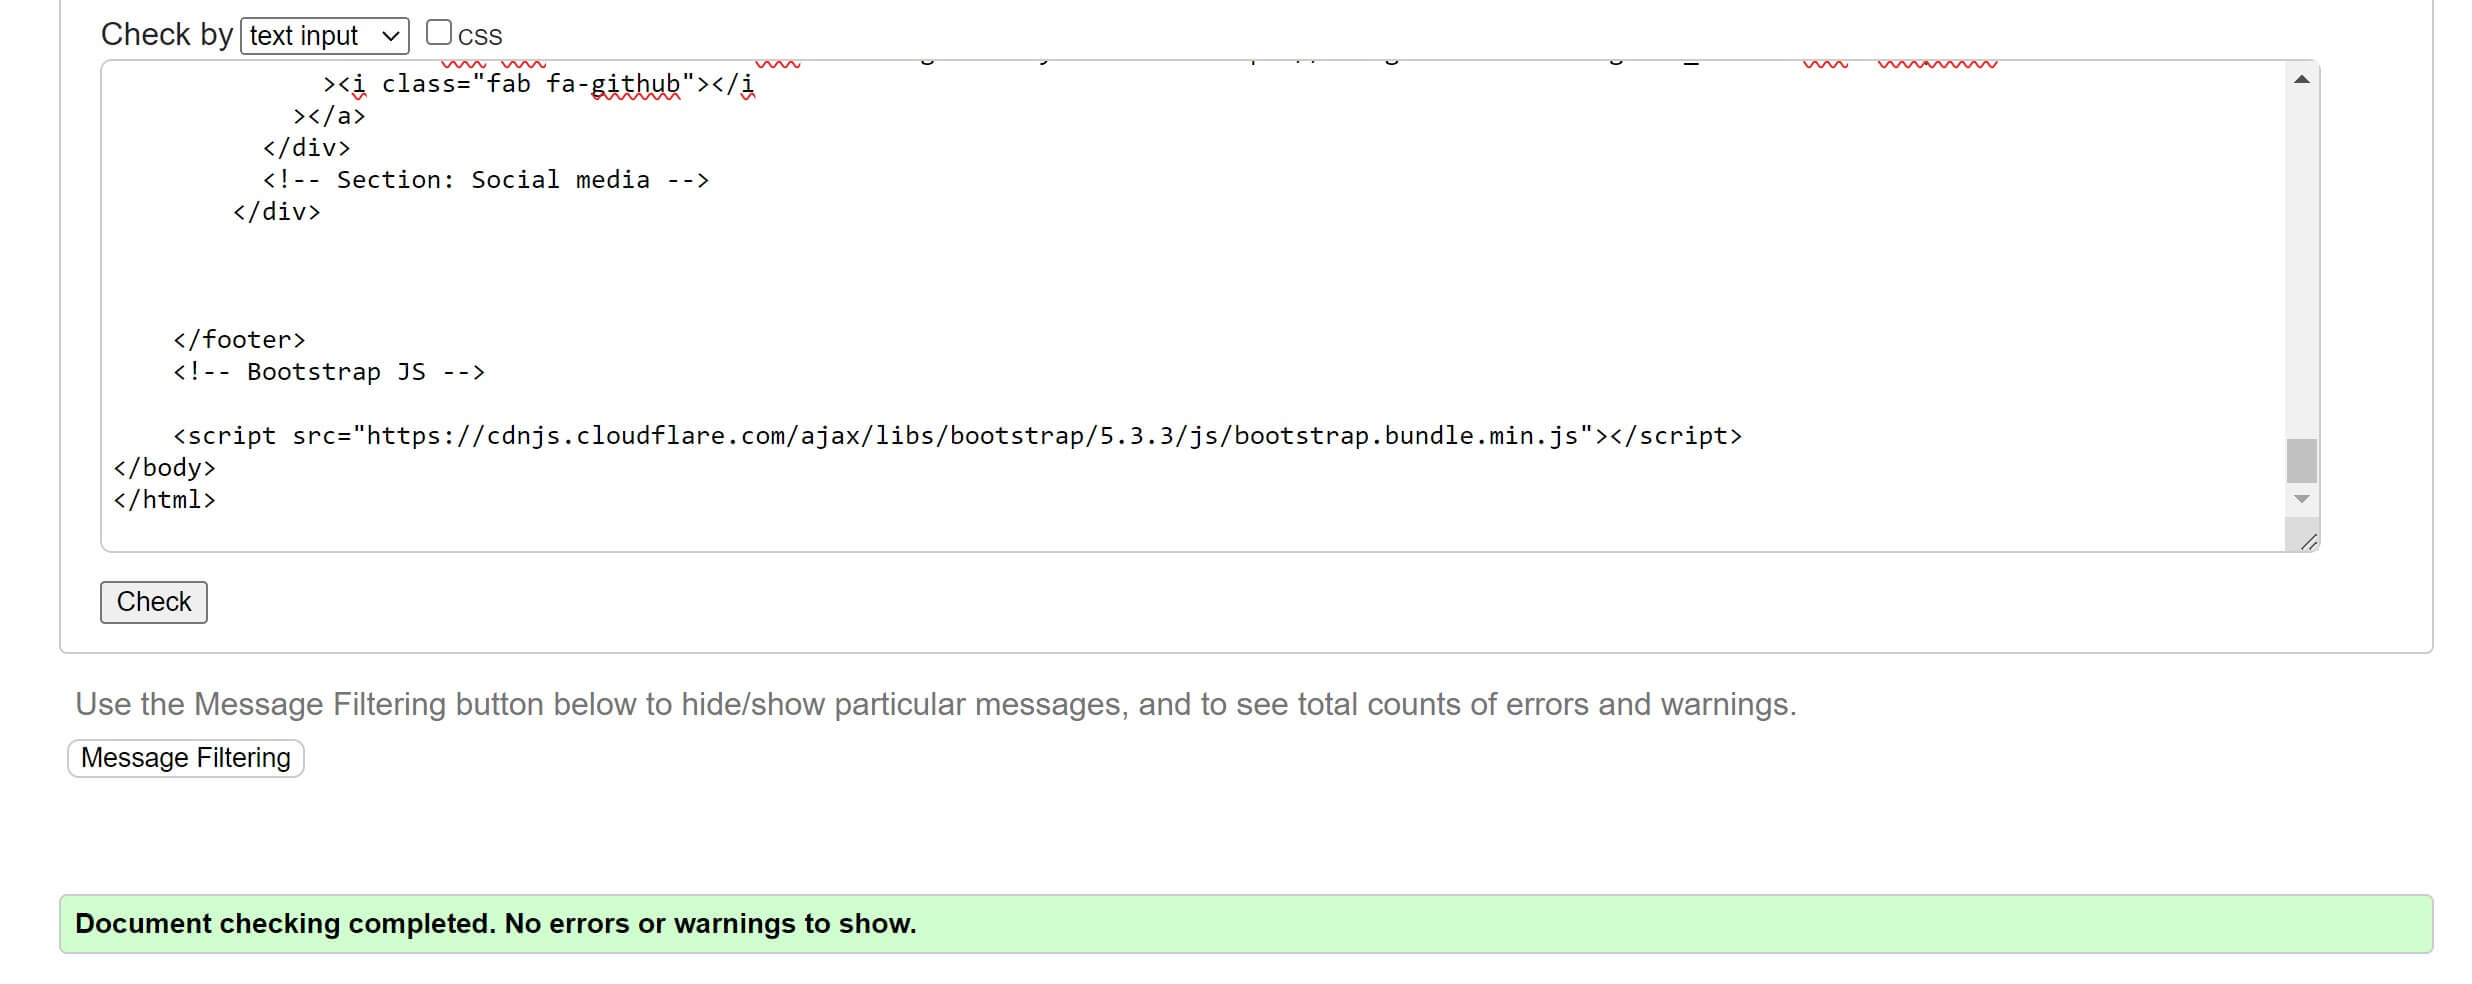 Check by text input CSS
><i class="fab fa-github"></i
></a>
</div>
<!-- Section: Social media -->
</div>
</footer>
<!-- Bootstrap JS -->
<script src="https://cdnjs.cloudflare.com/ajax/libs/bootstrap/5.3.3/js/bootstrap.bundle.min.js"></script>
</body>
</html>
Check
Use the Message Filtering button below to hide/show particular messages, and to see total counts of errors and warnings.
Message Filtering
Document checking completed. No errors or warnings to show.